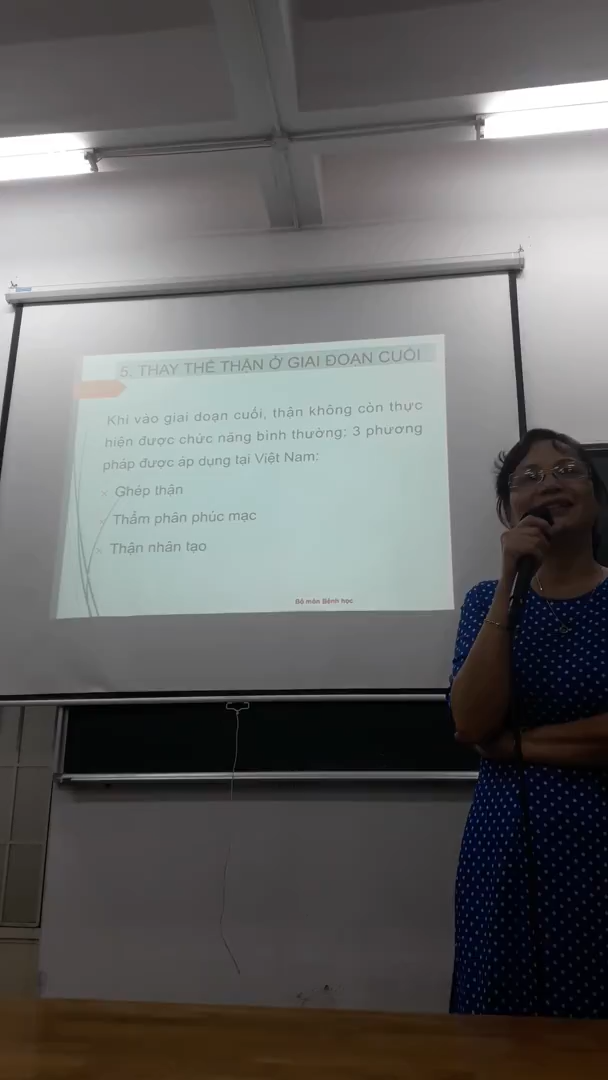 5. THAY THẾ THẬN Ở GIAI ĐOẠN CUỐI
Khi vào giai đoạn cuối, thận không còn thực
hiện được chức năng bình thường: 3 phương
pháp được áp dụng tại Việt Nam:
Ghép thận
Thẩm phân phúc mạc
Thận nhân tạo
Bộ môn Bệnh học